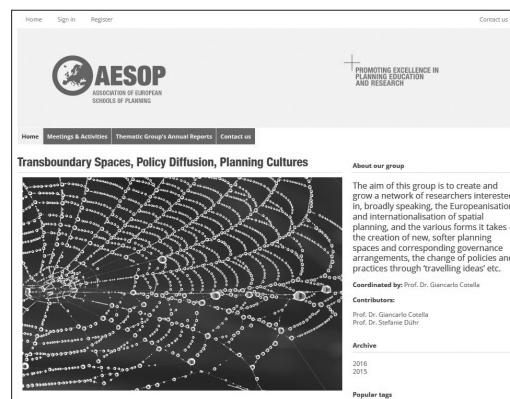 Home Sign in Register Contact us
AESOP
ASSOCIATION OF EUROPEAN
SCHOOLS OF PLANNING
PROMOTING EXCELLENCE IN
PLANNING EDUCATION
AND RESEARCH
Home Meetings & Activities Thematic Group's Annual Reports Contact us
Transboundary Spaces, Policy Diffusion, Planning Cultures
About our group
The aim of this group is to create and
grow a network of researchers interested
in, broadly speaking, the Europeanisation
and internationalisation of spatial
planning, and the various forms it takes -
the creation of new, softer planning
spaces and corresponding governance
arrangements, the change of policies and
practices through 'travelling ideas' etc.
Coordinated by: Prof. Dr. Giancarlo Cotella
Contributors:
Prof. Dr. Giancarlo Cotella
Prof. Dr. Stefanie Dühr
Archive
2016
2015
Popular tags